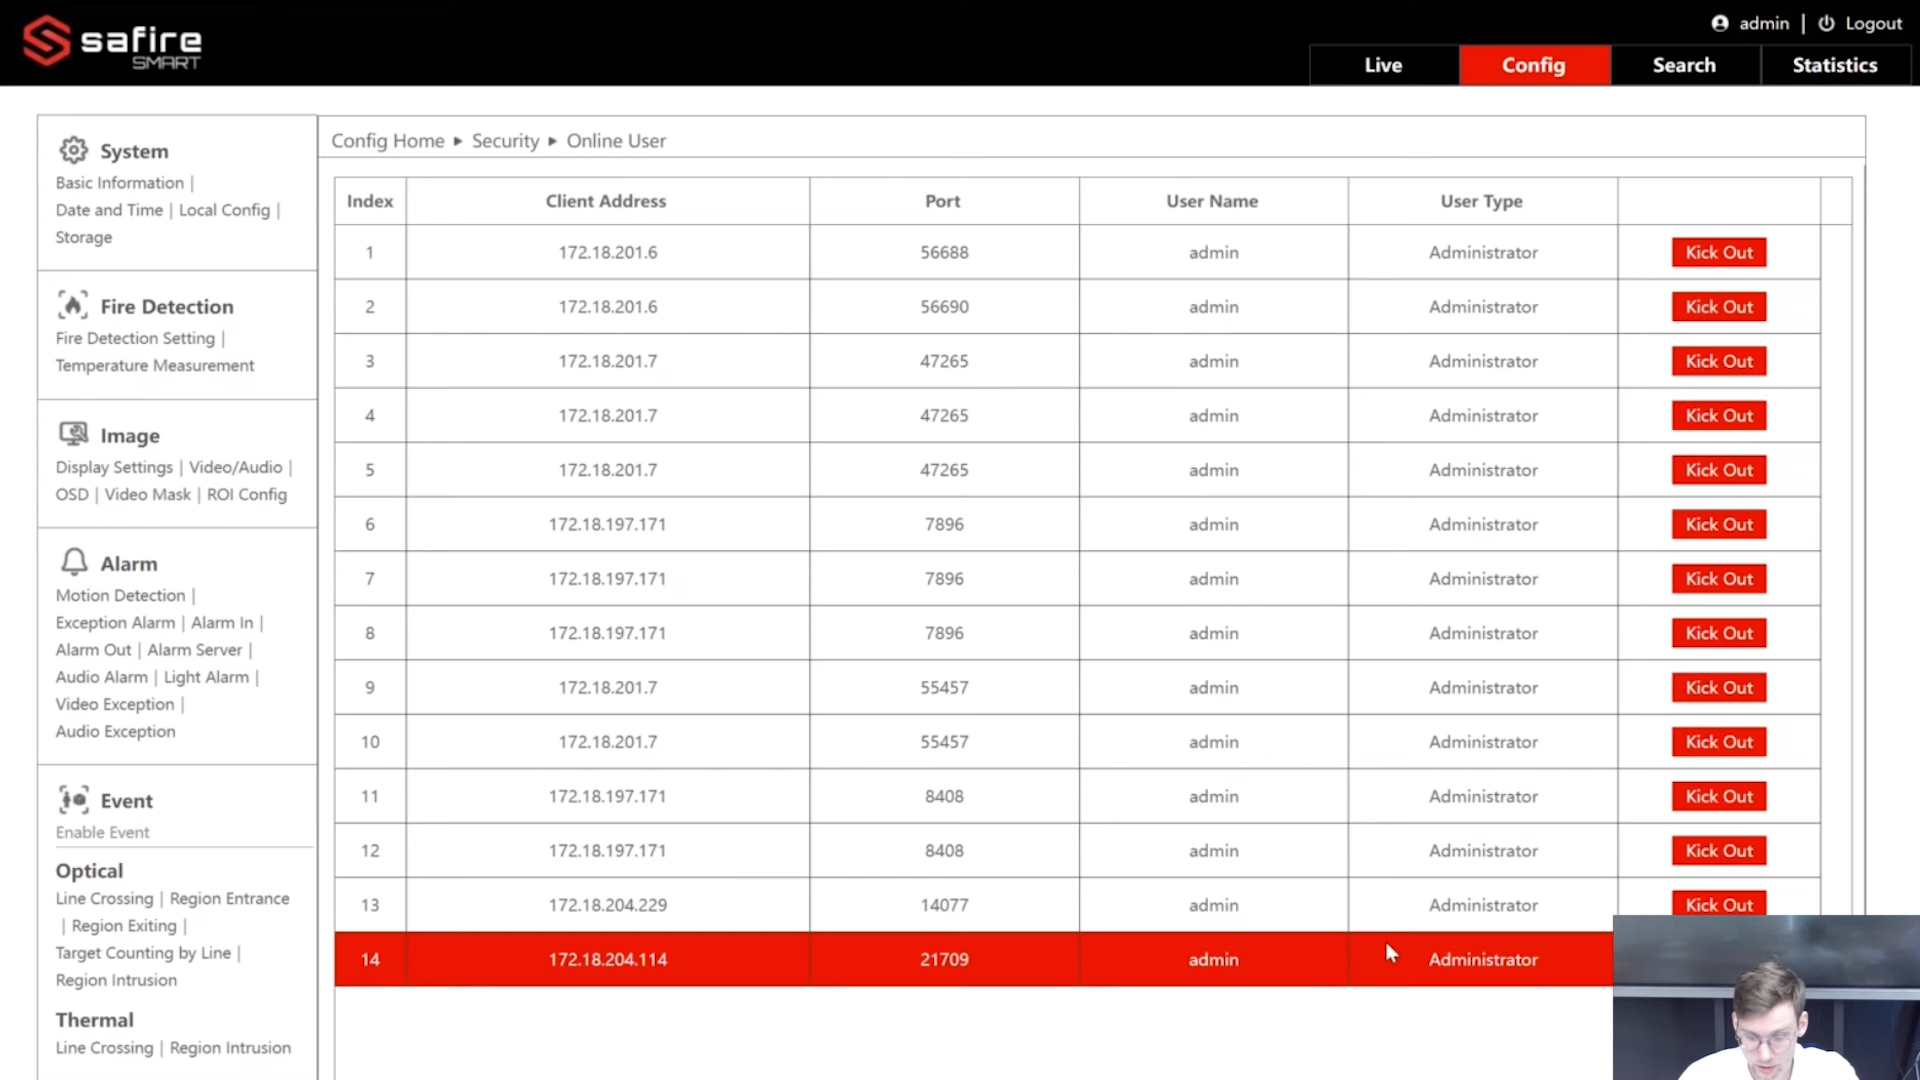 safire
SMART
admin | Logout
Live Config Search Statistics
System
Basic Information |
Date and Time | Local Config |
Storage
Fire Detection
Fire Detection Setting |
Temperature Measurement
Image
Display Settings | Video/Audio |
OSD | Video Mask | ROI Config
Alarm
Motion Detection |
Exception Alarm | Alarm In |
Alarm Out | Alarm Server |
Audio Alarm | Light Alarm |
Video Exception |
Audio Exception
Event
Enable Event
Optical
Line Crossing | Region Entrance
| Region Exiting |
Target Counting by Line |
Region Intrusion
Thermal
Line Crossing | Region Intrusion
Config Home ▸ Security ▸ Online User
Index Client Address Port User Name User Type
1 172.18.201.6 56688 admin Administrator Kick Out
2 172.18.201.6 56690 admin Administrator Kick Out
3 172.18.201.7 47265 admin Administrator Kick Out
4 172.18.201.7 47265 admin Administrator Kick Out
5 172.18.201.7 47265 admin Administrator Kick Out
6 172.18.197.171 7896 admin Administrator Kick Out
7 172.18.197.171 7896 admin Administrator Kick Out
8 172.18.197.171 7896 admin Administrator Kick Out
9 172.18.201.7 55457 admin Administrator Kick Out
10 172.18.201.7 55457 admin Administrator Kick Out
11 172.18.197.171 8408 admin Administrator Kick Out
12 172.18.197.171 8408 admin Administrator Kick Out
13 172.18.204.229 14077 admin Administrator Kick Out
14 172.18.204.114 21709 admin Administrator